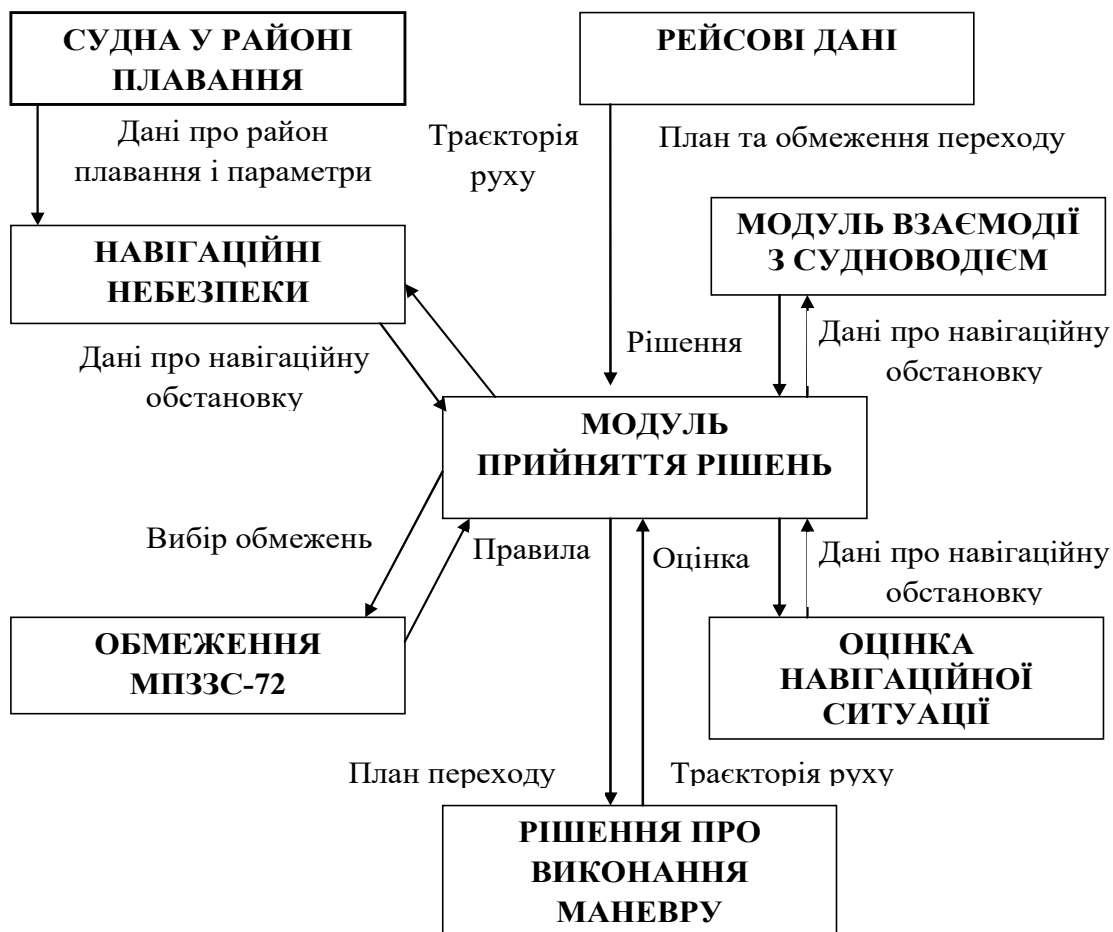 СУДНА У РАЙОНІ
ПЛАВАННЯ
РЕЙСОВІ ДАНІ
Дані про район
плавання і параметри
Траєкторія
руху
План та обмеження переходу
НАВІГАЦІЙНІ
НЕБЕЗПЕКИ
МОДУЛЬ ВЗАЄМОДІЇ
З СУДНОВОДІЄМ
Дані про навігаційну
обстановку
Рішення
Дані про навігаційну
обстановку
МОДУЛЬ
ПРИЙНЯТТЯ РІШЕНЬ
Вибір обмежень
Правила
Оцінка
Дані про навігаційну
обстановку
ОБМЕЖЕННЯ
МПЗЗС-72
ОЦІНКА
НАВІГАЦІЙНОЇ
СИТУАЦІЇ
План переходу
Траєкторія руху
РІШЕННЯ ПРО
ВИКОНАННЯ
МАНЕВРУ